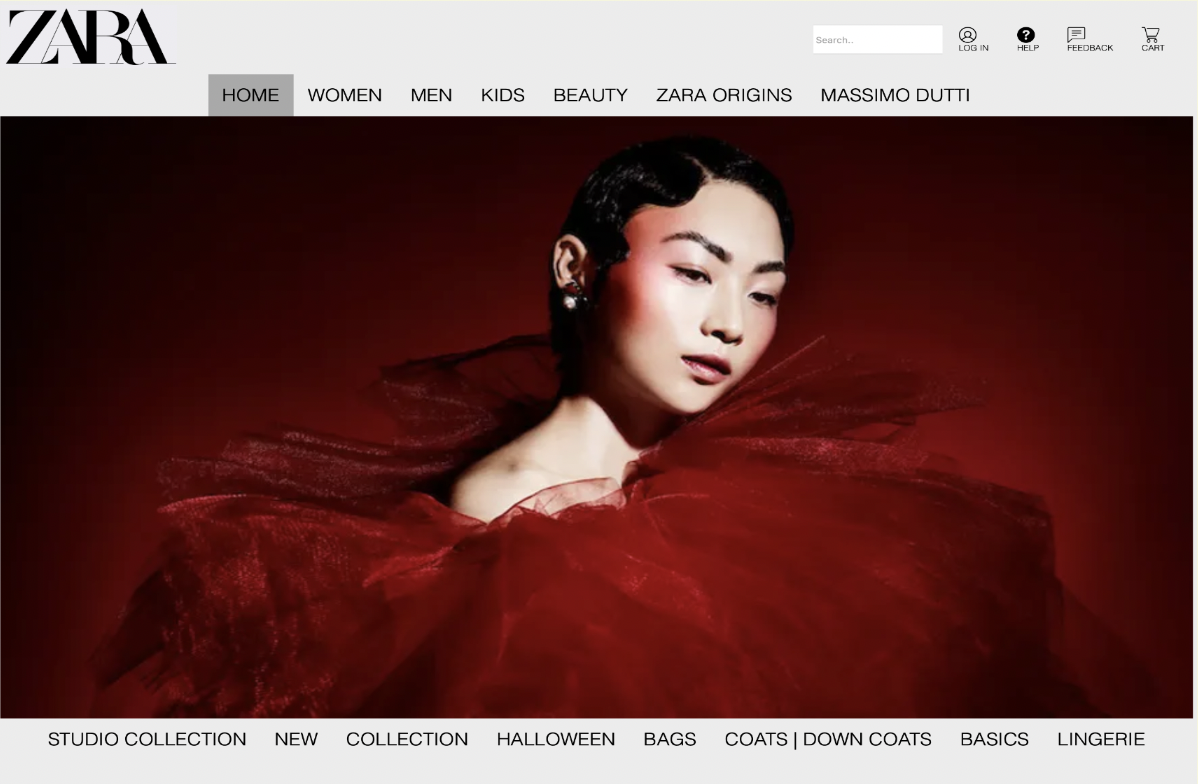 ZARA
Search..
LOG IN
HELP
FEEDBACK
CART
HOME WOMEN MEN KIDS BEAUTY ZARA ORIGINS MASSIMO DUTTI
STUDIO COLLECTION NEW COLLECTION HALLOWEEN BAGS COATS | DOWN COATS BASICS LINGERIE